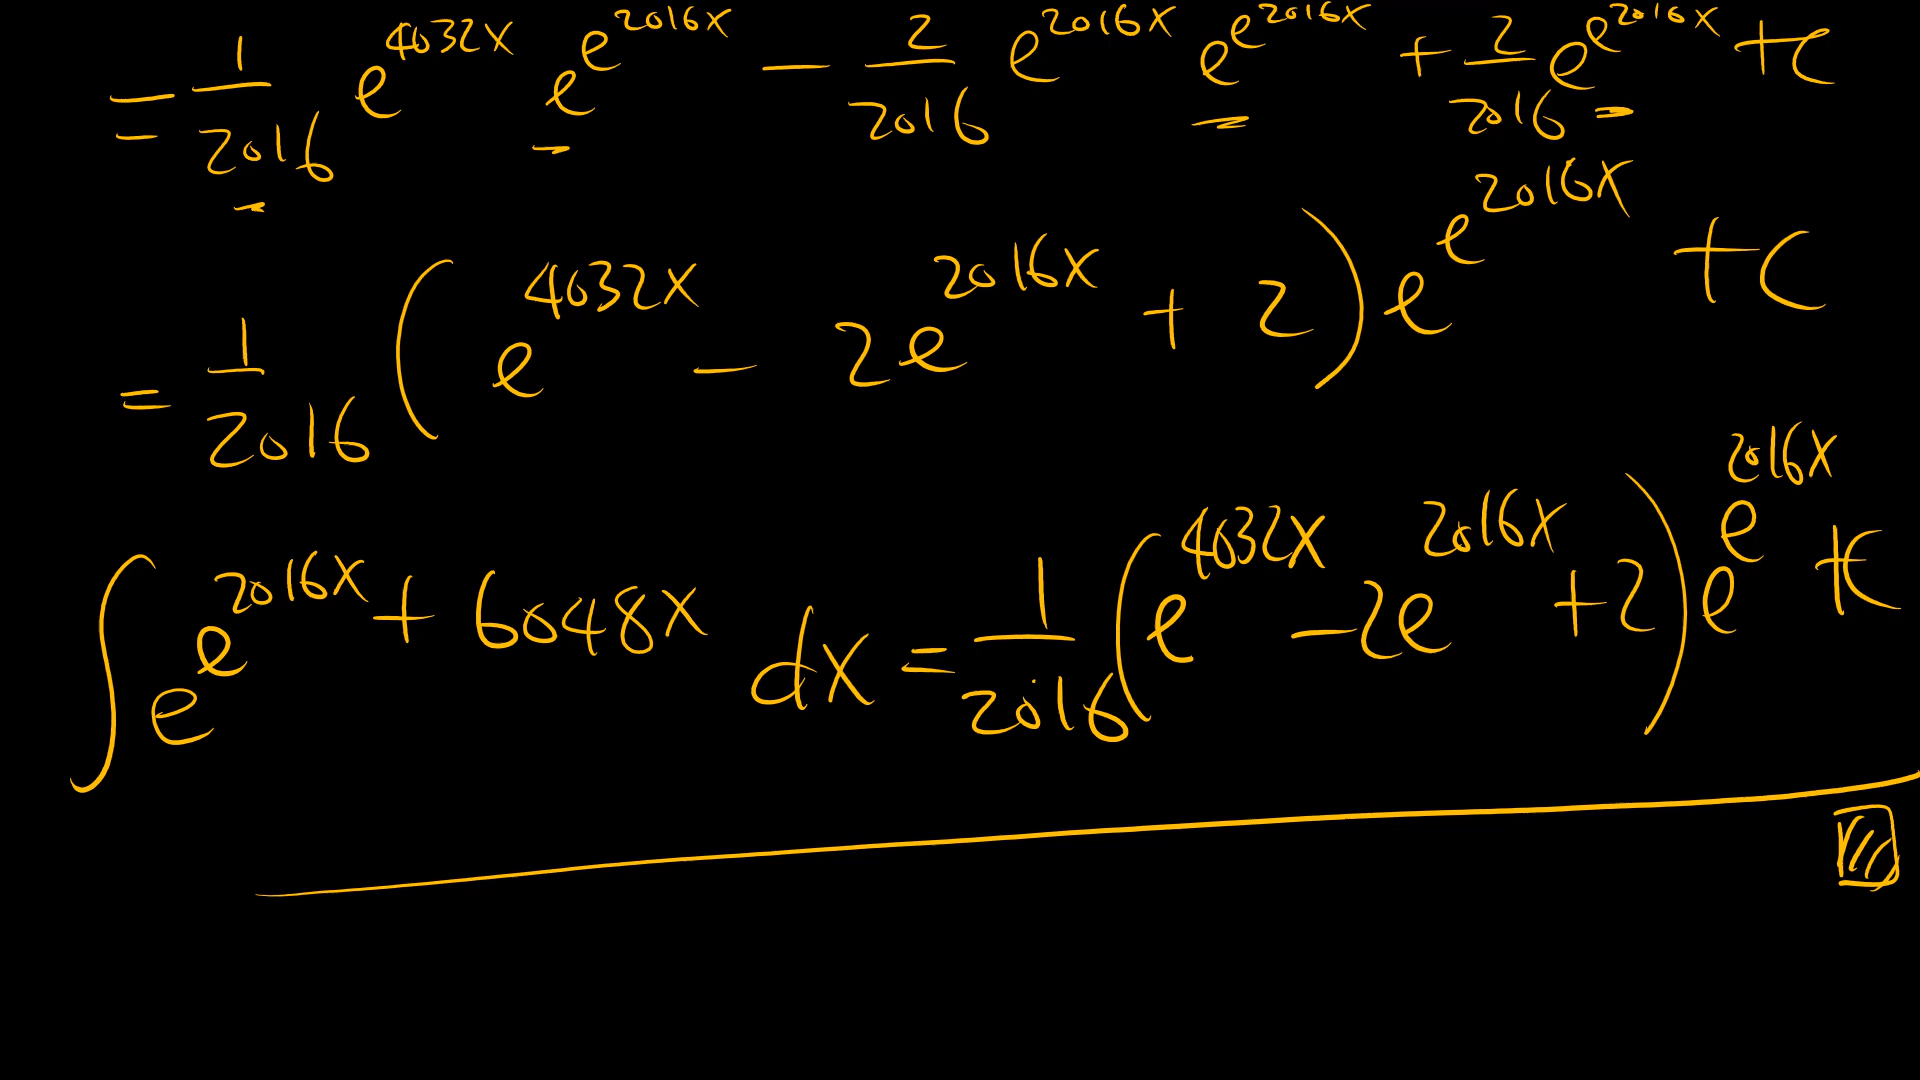 = 1/2016 e^{4032x} e^{e^{2016x}} - 2/2016 e^{2016x} e^{e^{2016x}} + 2/2016 e^{e^{2016x}} + c
= 1/2016 ( e^{4032x} - 2e^{2016x} + 2 ) e^{e^{2016x}} + c
∫ e^{e^{2016x} + 6048x} dx = 1/2016 ( e^{4032x} - 2e^{2016x} + 2 ) e^{e^{2016x}} + c